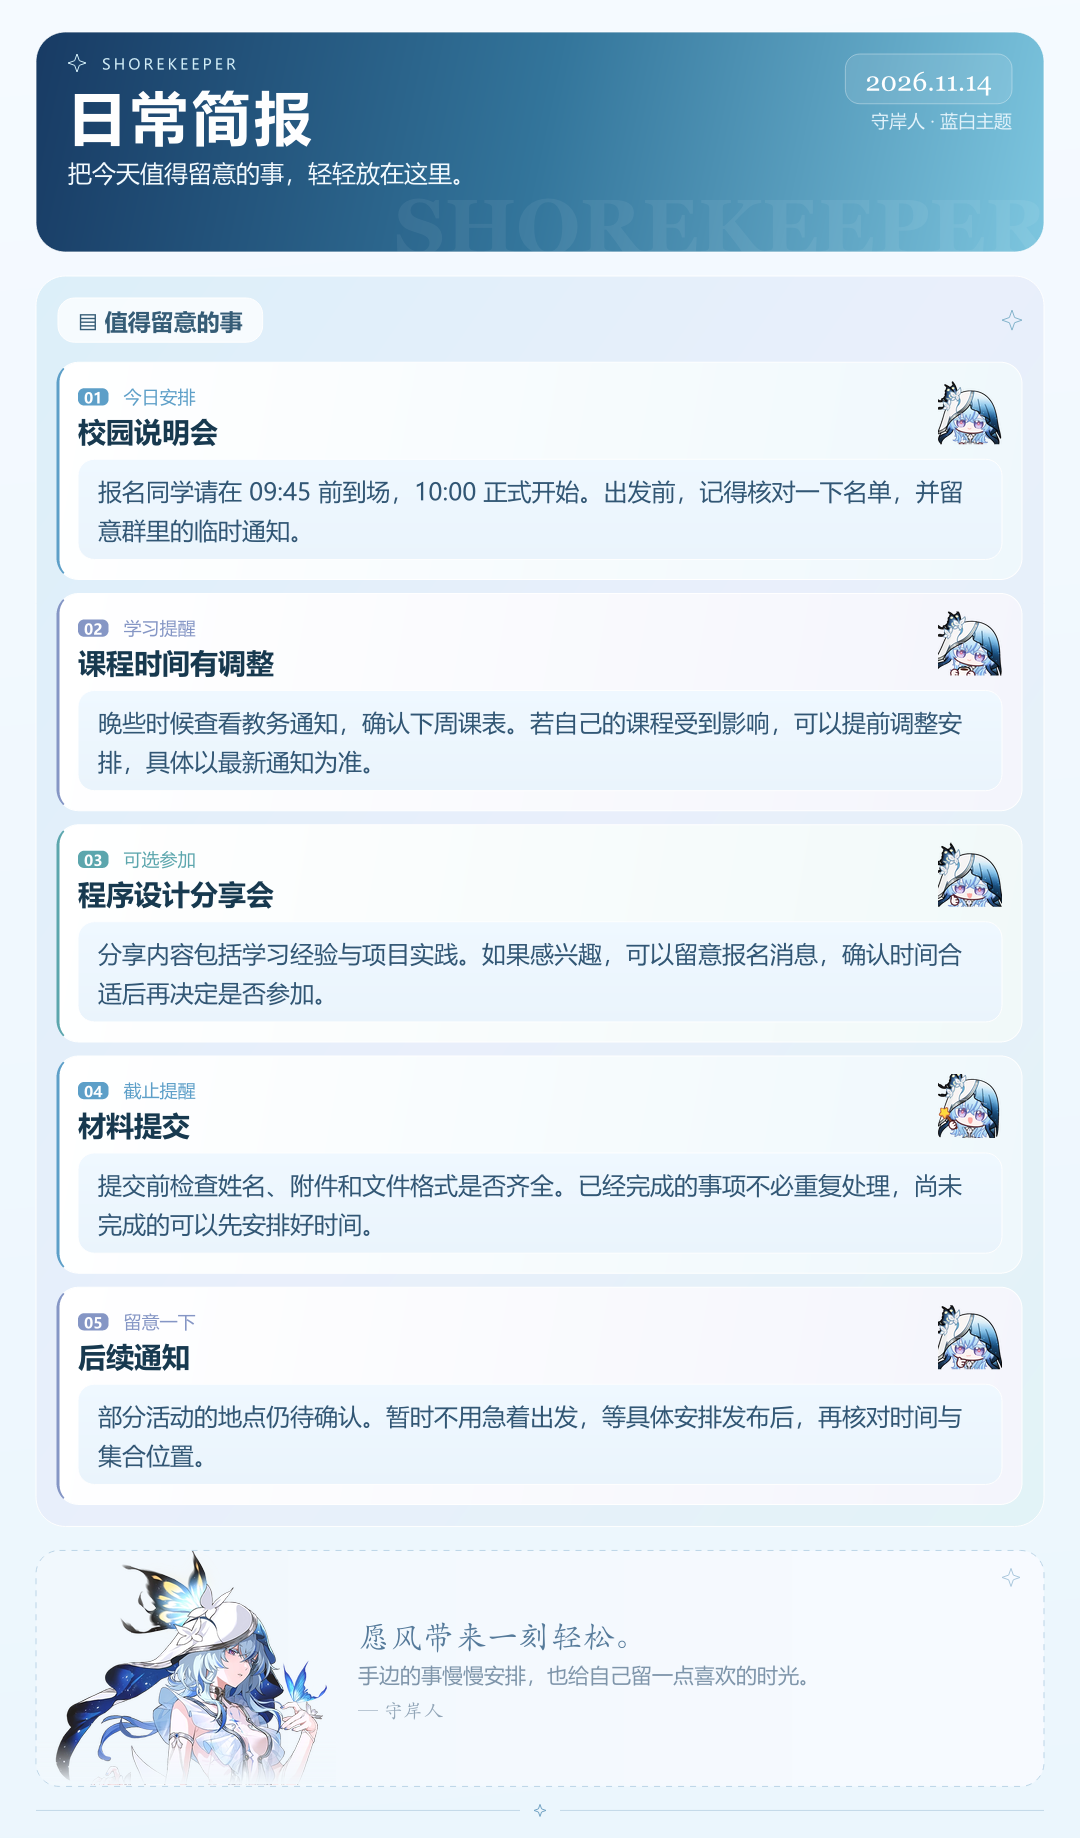 SHOREKEEPER
日常简报
把今天值得留意的事，轻轻放在这里。
2026.11.14
守岸人 · 蓝白主题
SHOREKEEPER
值得留意的事
01 今日安排
校园说明会
报名同学请在 09:45 前到场，10:00 正式开始。出发前，记得核对一下名单，并留
意群里的临时通知。
02 学习提醒
课程时间有调整
晚些时候查看教务通知，确认下周课表。若自己的课程受到影响，可以提前调整安
排，具体以最新通知为准。
03 可选参加
程序设计分享会
分享内容包括学习经验与项目实践。如果感兴趣，可以留意报名消息，确认时间合
适后再决定是否参加。
04 截止提醒
材料提交
提交前检查姓名、附件和文件格式是否齐全。已经完成的事项不必重复处理，尚未
完成的可以先安排好时间。
05 留意一下
后续通知
部分活动的地点仍待确认。暂时不用急着出发，等具体安排发布后，再核对时间与
集合位置。
愿风带来一刻轻松。
手边的事慢慢安排，也给自己留一点喜欢的时光。
— 守岸人